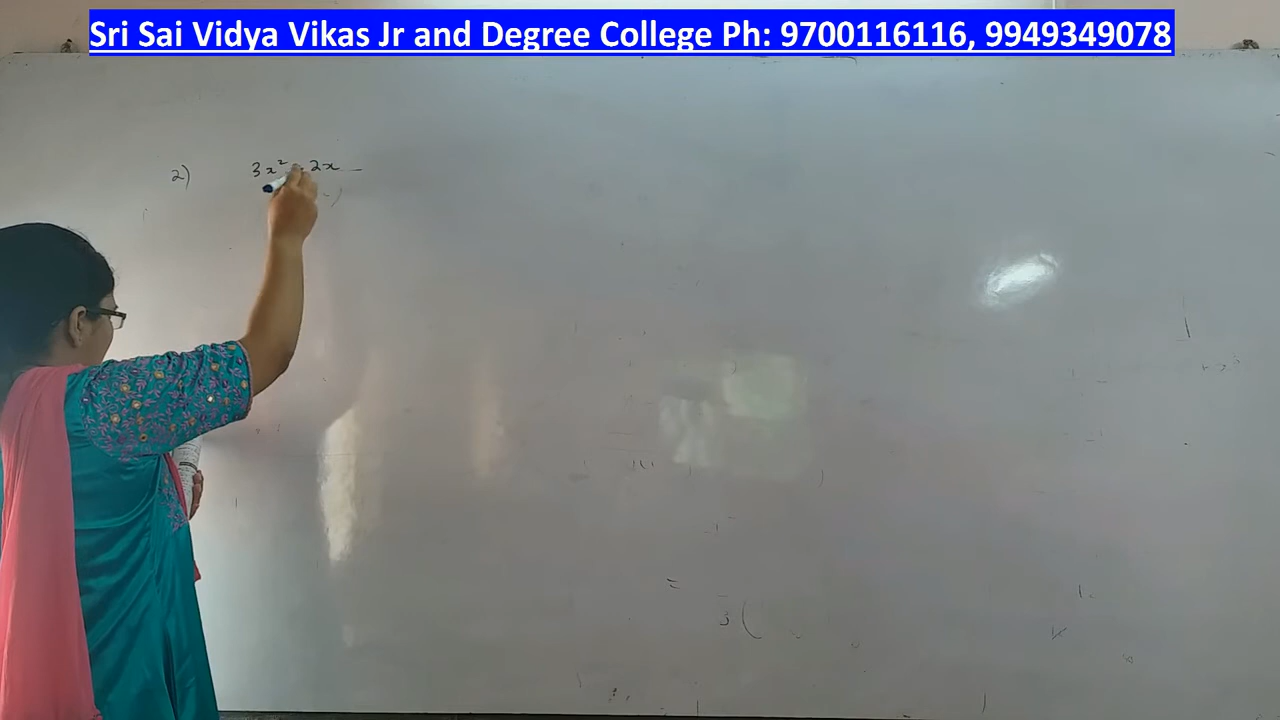 Sri Sai Vidya Vikas Jr and Degree College Ph: 9700116116, 9949349078
2) 3x² 2x –